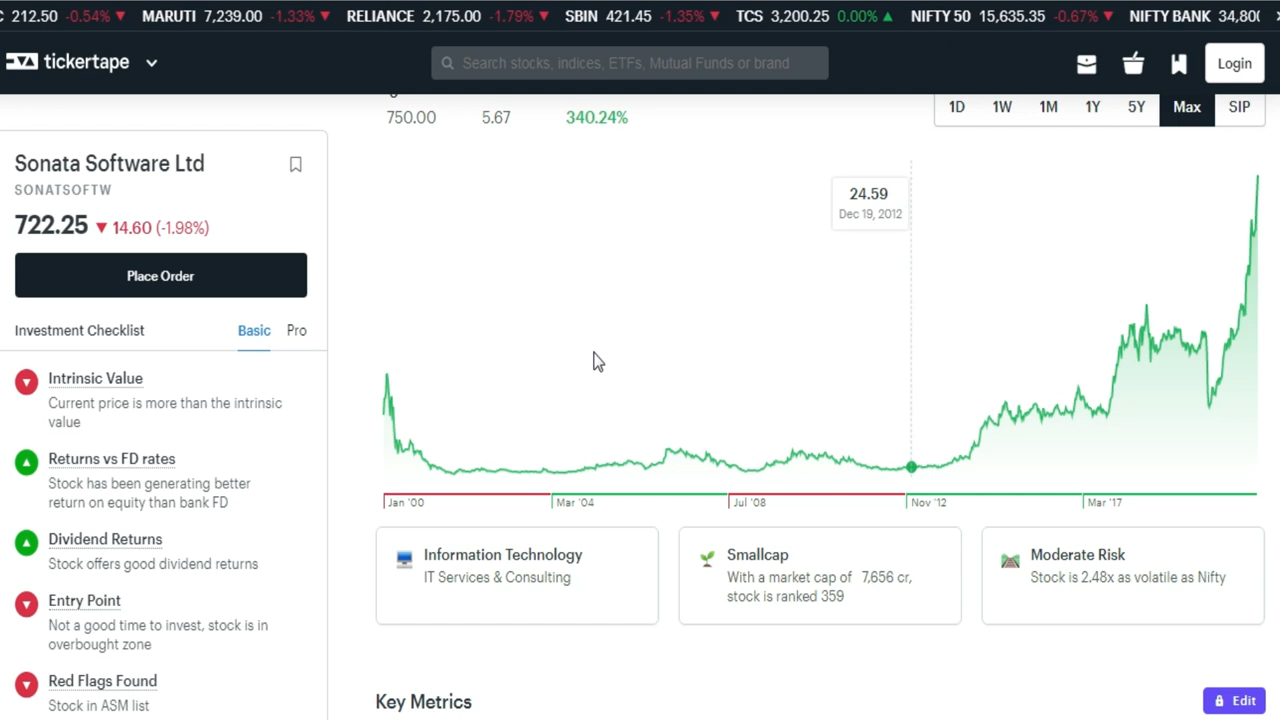 C 212.50 -0.54% ▼ MARUTI 7,239.00 -1.33% ▼ RELIANCE 2,175.00 -1.79% ▼ SBIN 421.45 -1.35% ▼ TCS 3,200.25 0.00% ▲ NIFTY 50 15,635.35 -0.67% ▼ NIFTY BANK 34,800
tickertape
Search stocks, indices, ETFs, Mutual Funds or brand
Login
750.00 5.67 340.24%
1D 1W 1M 1Y 5Y Max SIP
Sonata Software Ltd
SONATSOFTW
722.25 ▼ 14.60 (-1.98%)
Place Order
Investment Checklist Basic Pro
Intrinsic Value
Current price is more than the intrinsic
value
Returns vs FD rates
Stock has been generating better
return on equity than bank FD
Dividend Returns
Stock offers good dividend returns
Entry Point
Not a good time to invest, stock is in
overbought zone
Red Flags Found
Stock in ASM list
24.59
Dec 19, 2012
Jan '00 Mar '04 Jul '08 Nov '12 Mar '17
Information Technology
IT Services & Consulting
Smallcap
With a market cap of 7,656 cr,
stock is ranked 359
Moderate Risk
Stock is 2.48x as volatile as Nifty
Key Metrics
Edit